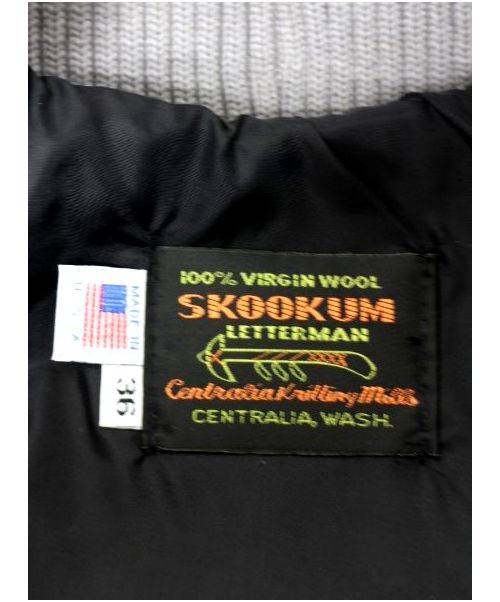 100% VIRGIN WOOL
SKOOKUM
LETTERMAN
Centralia Knitting Mills
CENTRALIA, WASH.
MADE IN
U.S.A
36